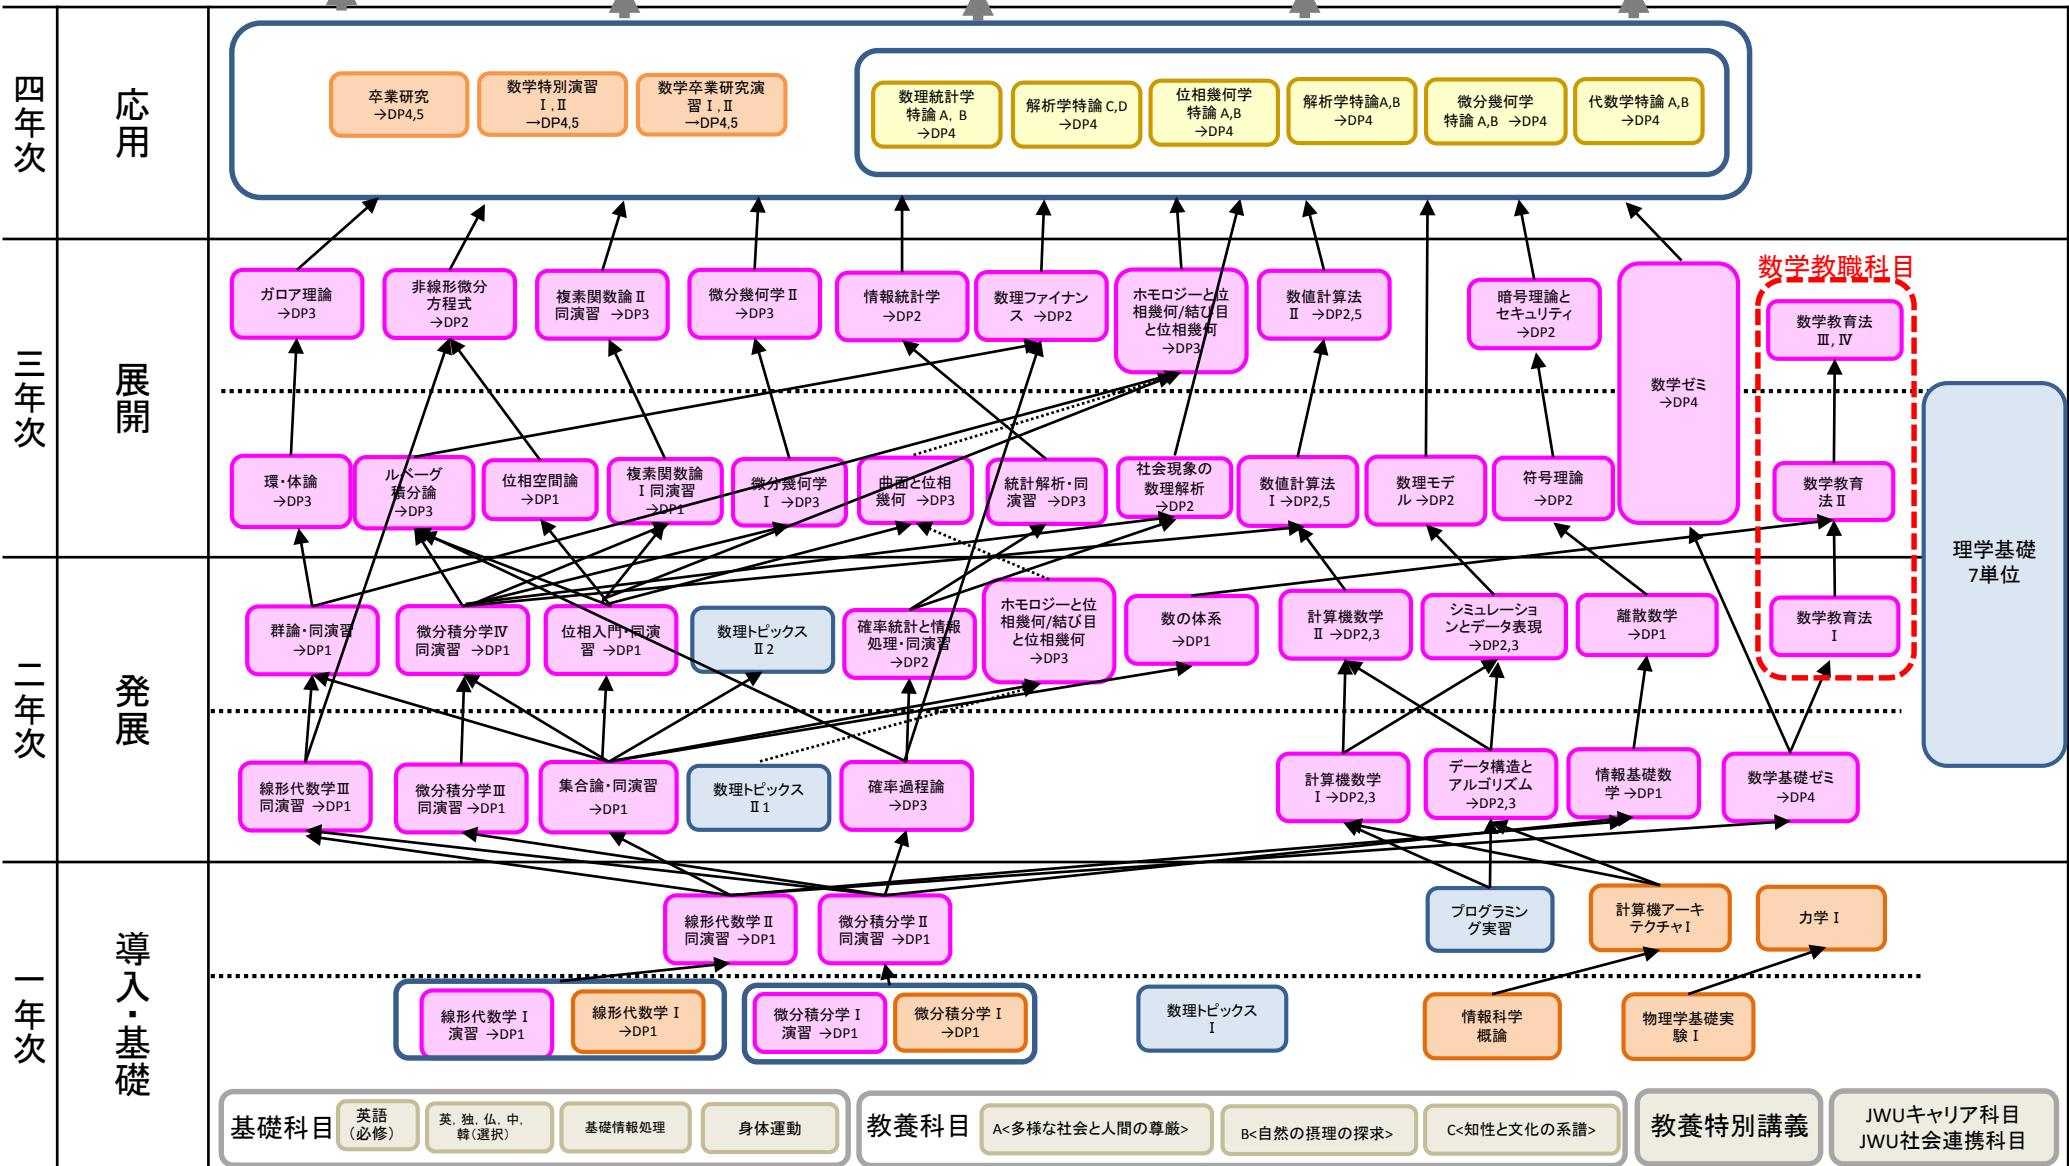 四年次
応用
卒業研究
→DP4,5
数学特別演習
Ⅰ,Ⅱ
→DP4,5
数学卒業研究演
習Ⅰ,Ⅱ
→DP4,5
数理統計学
特論 A, B
→DP4
解析学特論 C,D
→DP4
位相幾何学
特論 A,B
→DP4
解析学特論A,B
→DP4
微分幾何学
特論 A,B →DP4
代数学特論 A,B
→DP4
三年次
展開
ガロア理論
→DP3
非線形微分
方程式
→DP2
複素関数論Ⅱ
同演習 →DP3
微分幾何学Ⅱ
→DP3
情報統計学
→DP2
数理ファイナン
ス →DP2
ホモロジーと位
相幾何/結び目
と位相幾何
→DP3
数値計算法
Ⅱ →DP2,5
暗号理論と
セキュリティ
→DP2
数学ゼミ
→DP4
数学教職科目
数学教育法
Ⅲ, Ⅳ
環・体論
→DP3
ルベーグ
積分論
→DP3
位相空間論
→DP1
複素関数論
Ⅰ 同演習
→DP1
微分幾何学
Ⅰ →DP3
曲面と位相
幾何 →DP3
統計解析・同
演習 →DP3
社会現象の
数理解析
→DP2
数値計算法
Ⅰ →DP2,5
数理モデ
ル →DP2
符号理論
→DP2
数学教育
法Ⅱ
理学基礎
7単位
二年次
発展
群論・同演習
→DP1
微分積分学Ⅳ
同演習 →DP1
位相入門・同演
習 →DP1
数理トピックス
Ⅱ2
確率統計と情報
処理・同演習
→DP2
ホモロジーと位
相幾何/結び目
と位相幾何
→DP3
数の体系
→DP1
計算機数学
Ⅱ →DP2,3
シミュレーショ
ンとデータ表現
→DP2,3
離散数学
→DP1
数学教育法
Ⅰ
線形代数学Ⅲ
同演習 →DP1
微分積分学Ⅲ
同演習 →DP1
集合論・同演習
→DP1
数理トピックス
Ⅱ1
確率過程論
→DP3
計算機数学
Ⅰ →DP2,3
データ構造と
アルゴリズム
→DP2,3
情報基礎数
学 →DP1
数学基礎ゼミ
→DP4
一年次
導入・基礎
線形代数学Ⅱ
同演習 →DP1
微分積分学Ⅱ
同演習 →DP1
プログラミン
グ実習
計算機アーキ
テクチャⅠ
力学Ⅰ
線形代数学Ⅰ
演習 →DP1
線形代数学Ⅰ
→DP1
微分積分学Ⅰ
演習 →DP1
微分積分学Ⅰ
→DP1
数理トピックス
Ⅰ
情報科学
概論
物理学基礎実
験Ⅰ
基礎科目
英語
(必修)
英, 独, 仏, 中,
韓(選択)
基礎情報処理
身体運動
教養科目
A<多様な社会と人間の尊厳>
B<自然の摂理の探求>
C<知性と文化の系譜>
教養特別講義
JWUキャリア科目
JWU社会連携科目